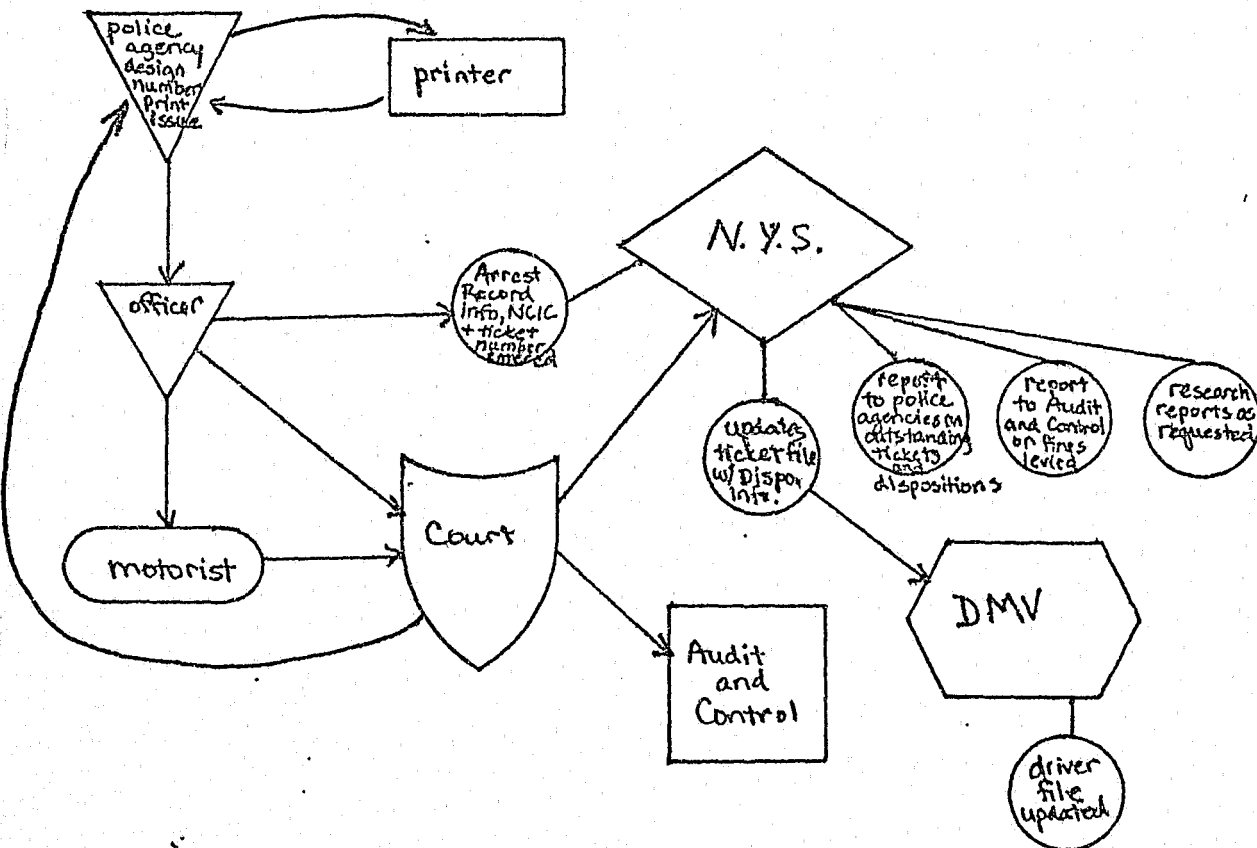 police
agency
design
number
print
issue
printer
N.Y.S.
officer
Arrest
Record
info, NCIC
+ ticket
number
entered
report
to police
agencies on
outstanding
tickets
and
dispositions
report
to Audit
and Control
on fines
levied
research
reports as
requested
update
ticket file
w/ Dispo.
Court
motorist
DMV
Audit
and
Control
driver
file
updated